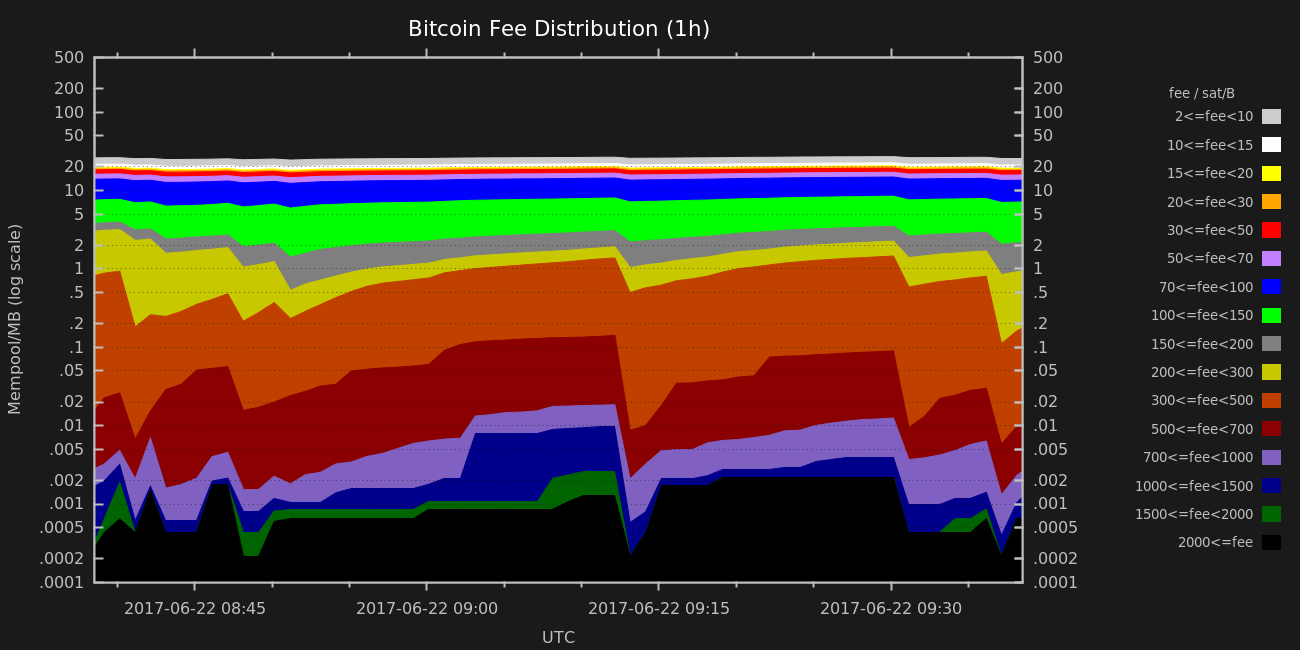 Bitcoin Fee Distribution (1h)
500
200
100
50
20
10
5
2
1
.5
.2
.1
.05
.02
.01
.005
.002
.001
.0005
.0002
.0001
Mempool/MB (log scale)
500
200
100
50
20
10
5
2
1
.5
.2
.1
.05
.02
.01
.005
.002
.001
.0005
.0002
.0001
2017-06-22 08:45
2017-06-22 09:00
2017-06-22 09:15
2017-06-22 09:30
UTC
fee / sat/B
2<=fee<10
10<=fee<15
15<=fee<20
20<=fee<30
30<=fee<50
50<=fee<70
70<=fee<100
100<=fee<150
150<=fee<200
200<=fee<300
300<=fee<500
500<=fee<700
700<=fee<1000
1000<=fee<1500
1500<=fee<2000
2000<=fee